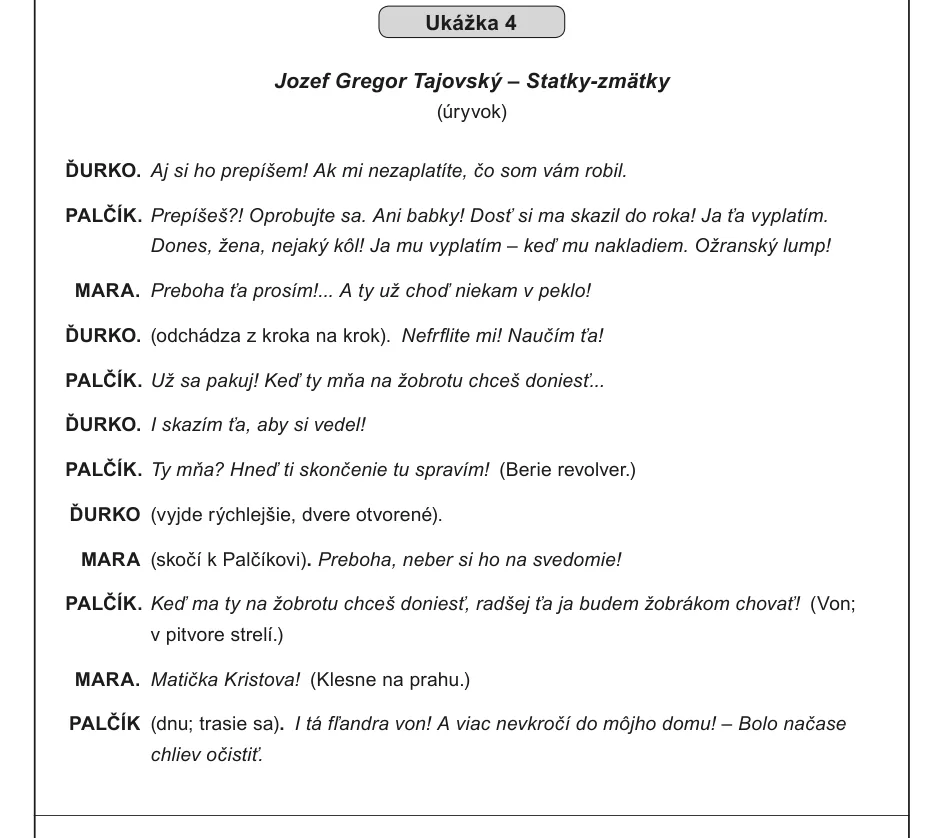 Ukážka 4
Jozef Gregor Tajovský – Statky-zmätky
(úryvok)
ĎURKO. Aj si ho prepíšem! Ak mi nezaplatíte, čo som vám robil.
PALČÍK. Prepíšeš?! Oprobujte sa. Ani babky! Dosť si ma skazil do roka! Ja ťa vyplatím.
Dones, žena, nejaký kôl! Ja mu vyplatím – keď mu nakladiem. Ožranský lump!
MARA. Preboha ťa prosím!... A ty už choď niekam v peklo!
ĎURKO. (odchádza z kroka na krok). Nefrflite mi! Naučím ťa!
PALČÍK. Už sa pakuj! Keď ty mňa na žobrotu chceš doniesť...
ĎURKO. I skazím ťa, aby si vedel!
PALČÍK. Ty mňa? Hneď ti skončenie tu spravím! (Berie revolver.)
ĎURKO (vyjde rýchlejšie, dvere otvorené).
MARA (skočí k Palčíkovi). Preboha, neber si ho na svedomie!
PALČÍK. Keď ma ty na žobrotu chceš doniesť, radšej ťa ja budem žobrákom chovať! (Von;
v pitvore strelí.)
MARA. Matička Kristova! (Klesne na prahu.)
PALČÍK (dnu; trasie sa). I tá fľandra von! A viac nevkročí do môjho domu! – Bolo načase
chliev očistiť.